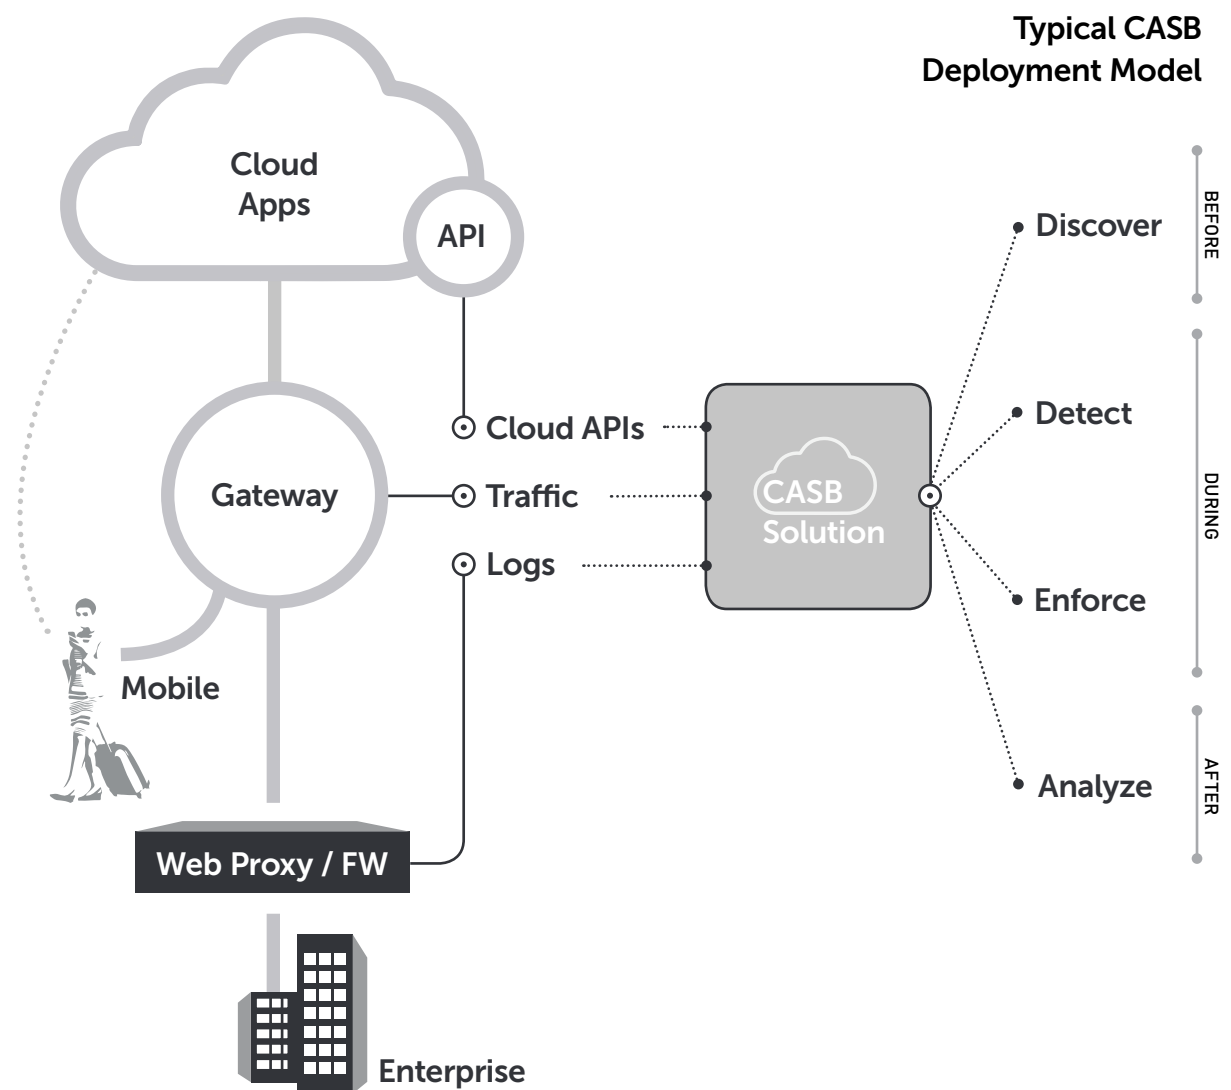 Typical CASB
Deployment Model
Cloud
Apps
API
BEFORE
Discover
Detect
Cloud APIs
Gateway
Traffic
CASB
Solution
DURING
Logs
Enforce
Mobile
Analyze
AFTER
Web Proxy / FW
Enterprise